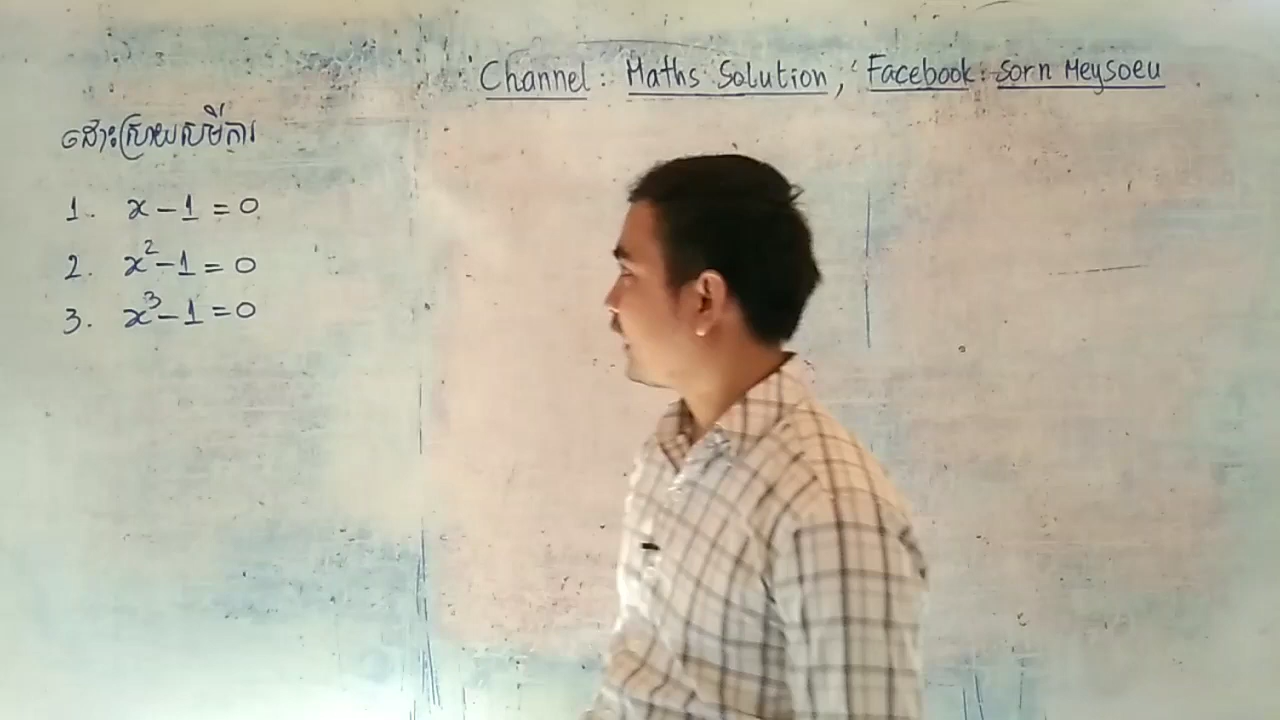 Channel : Maths Solution, Facebook : Sorn Meysoeu
ដោះស្រាយសមីការ
1. x - 1 = 0
2. x² - 1 = 0
3. x³ - 1 = 0